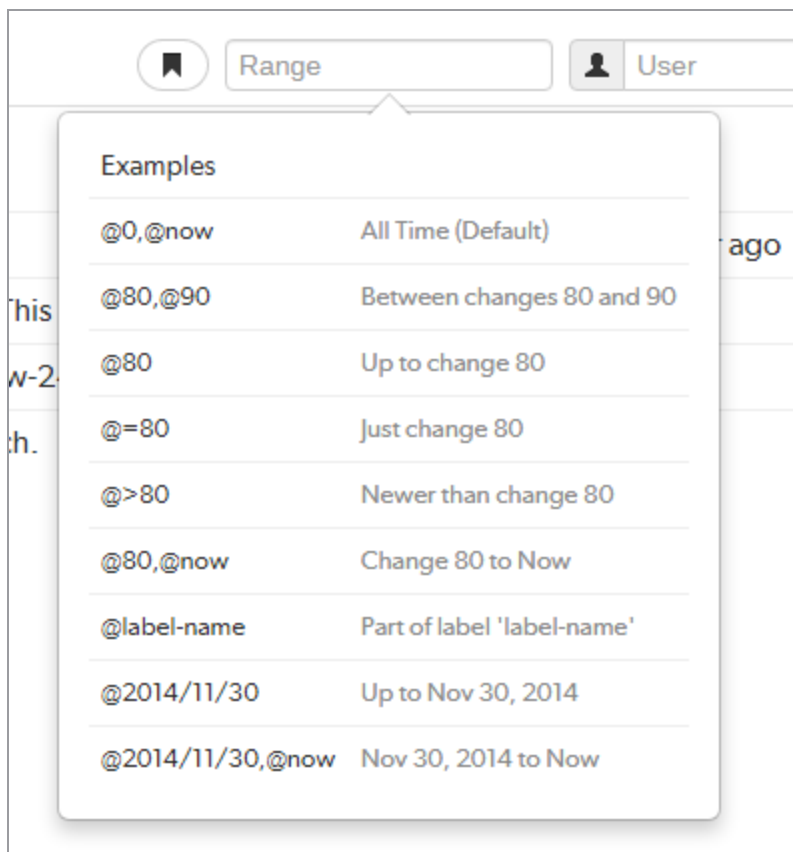 Range User
Examples
@0,@now All Time (Default)
ago
@80,@90 Between changes 80 and 90
This
@80 Up to change 80
w-2
@=80 Just change 80
ch.
@>80 Newer than change 80
@80,@now Change 80 to Now
@label-name Part of label 'label-name'
@2014/11/30 Up to Nov 30, 2014
@2014/11/30,@now Nov 30, 2014 to Now